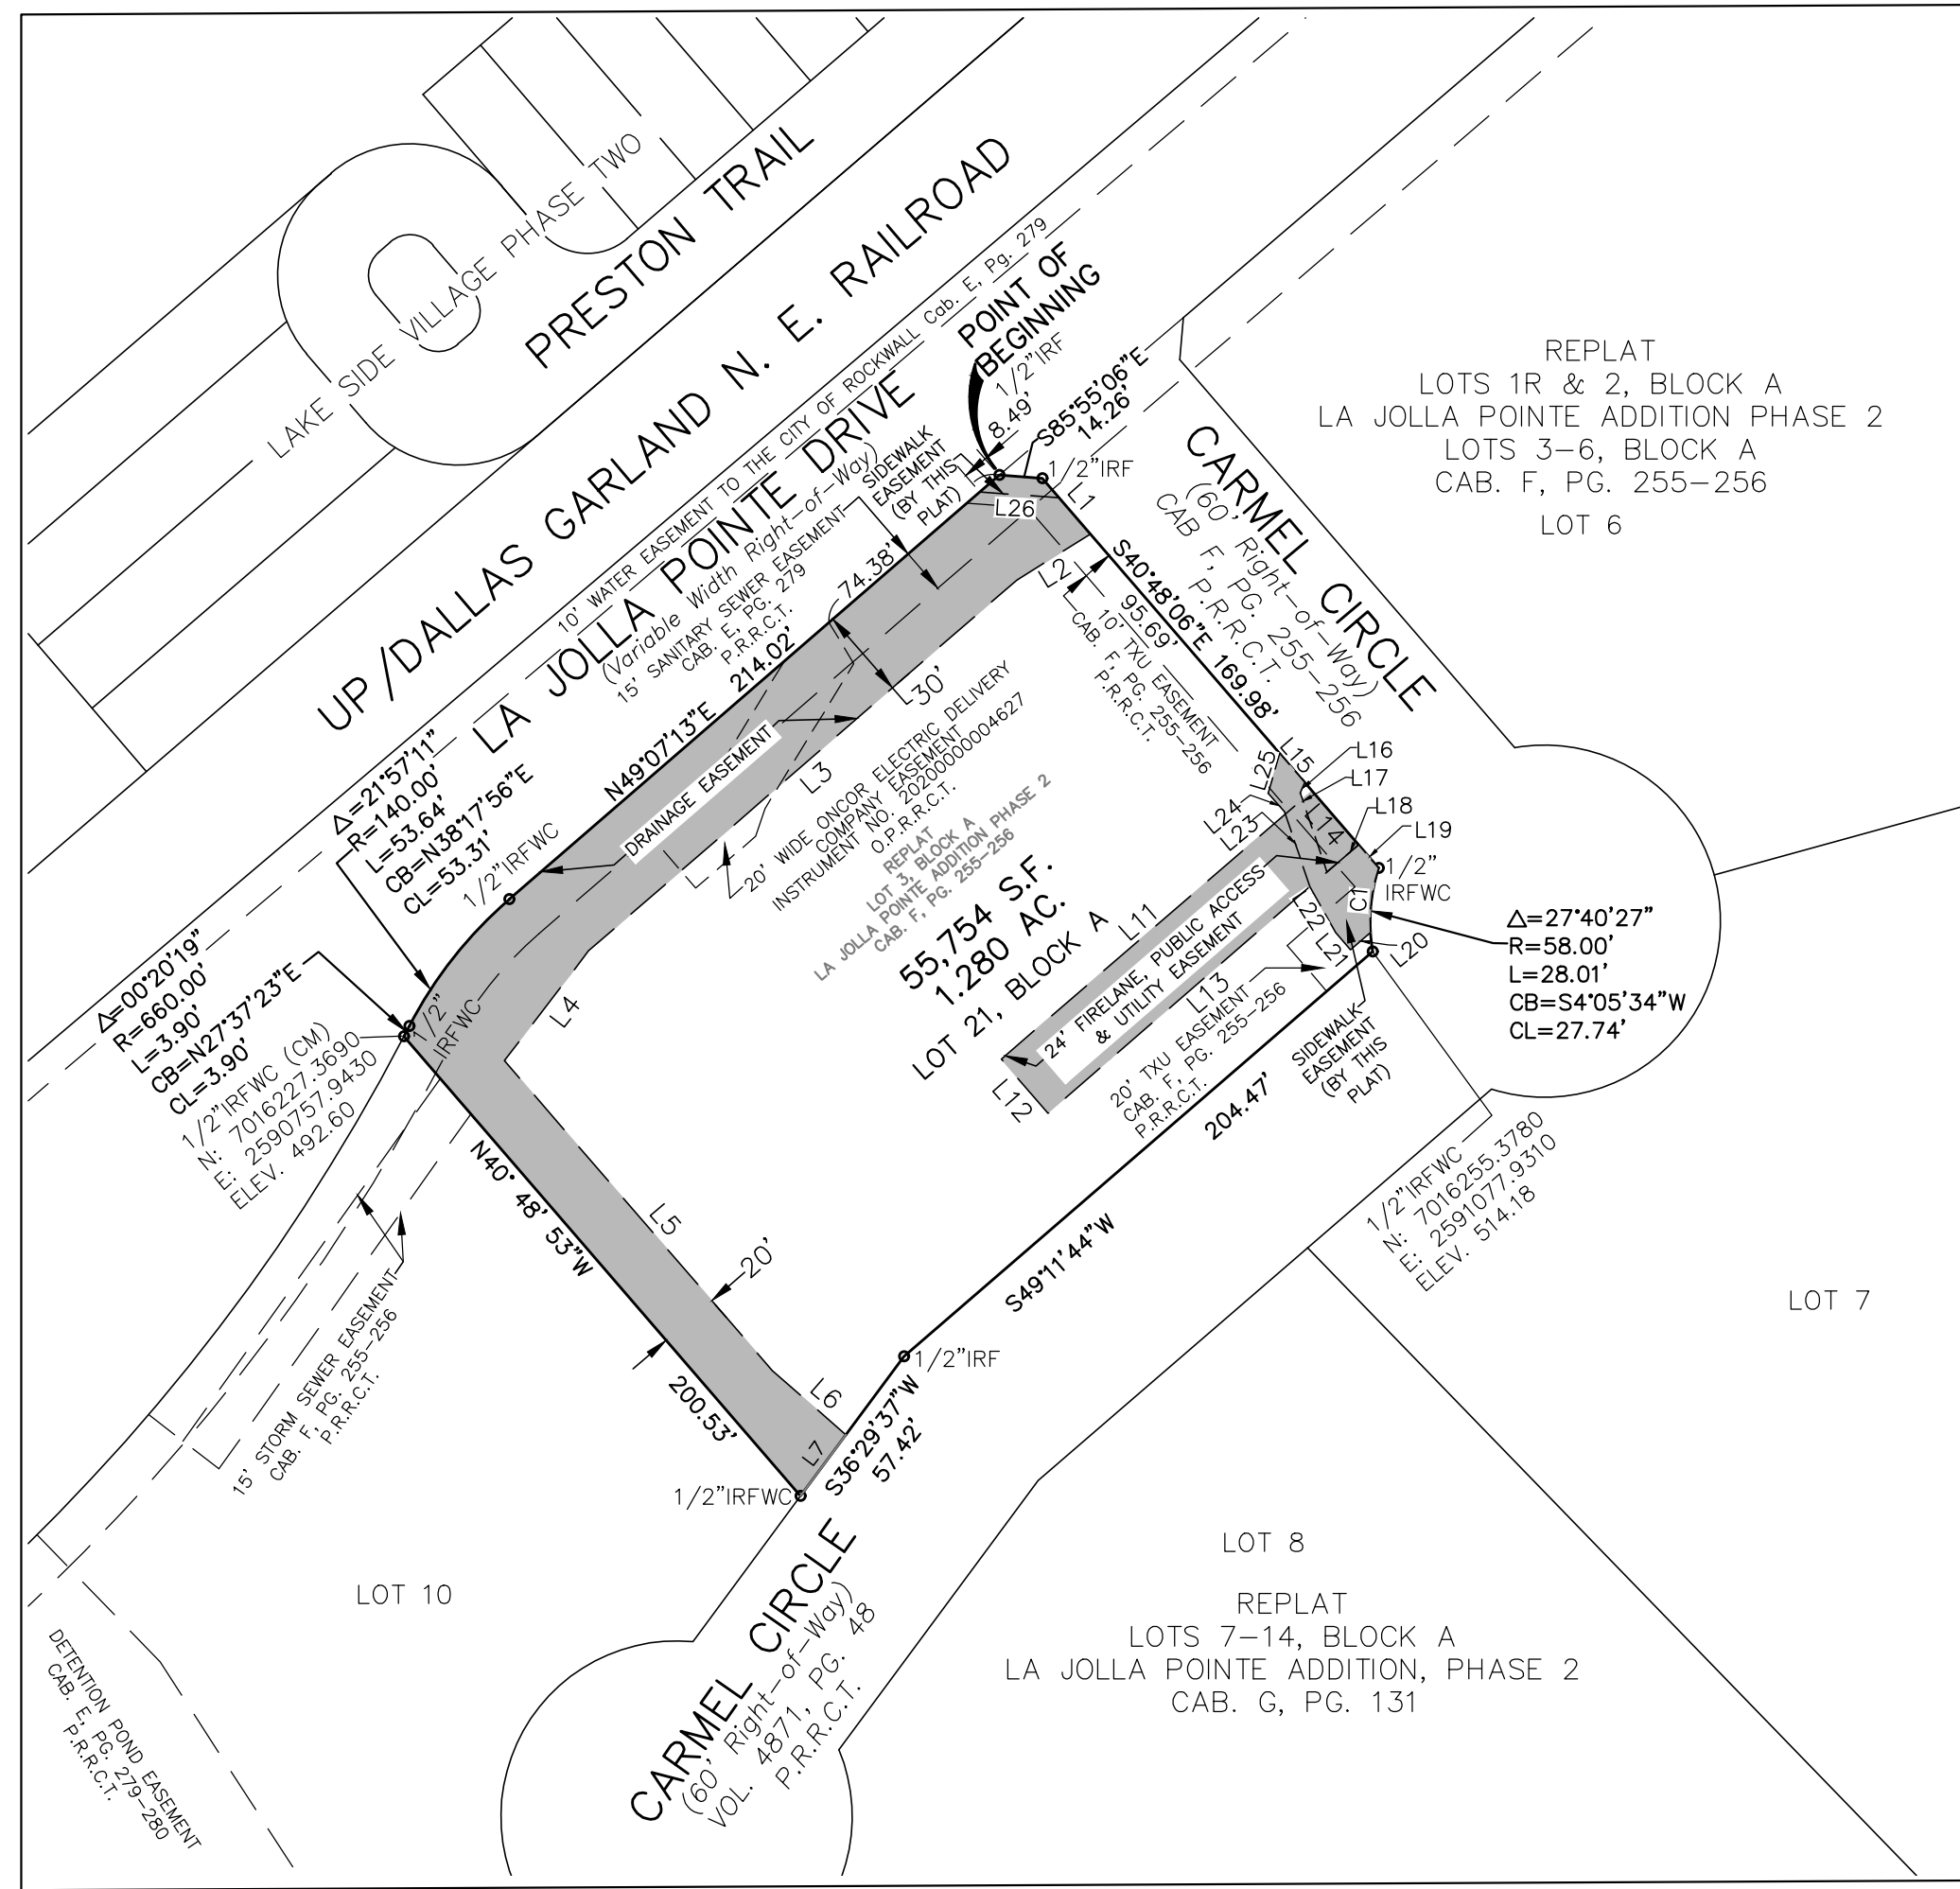 LAKE SIDE VILLAGE PHASE TWO
PRESTON TRAIL
UP/DALLAS GARLAND N. E. RAILROAD
10' WATER EASEMENT TO THE CITY OF ROCKWALL Cab. E, Pg. 279
LA JOLLA POINTE DRIVE
(Variable Width Right-of-Way)
15' SANITARY SEWER EASEMENT
CAB. E, PG. 279
P.R.R.C.T.
POINT OF
BEGINNING
1/2"IRF
8.49'
S85°55'06"E
14.26'
1/2"IRF
SIDEWALK
EASEMENT
(BY THIS
PLAT)
L26
L1
L2
CARMEL CIRCLE
(60' Right-of-Way)
CAB F, PG. 255-256
P.R.R.C.T.
REPLAT
LOTS 1R & 2, BLOCK A
LA JOLLA POINTE ADDITION PHASE 2
LOTS 3-6, BLOCK A
CAB. F, PG. 255-256
LOT 6
S40°48'06"E 169.98'
95.69'
10' TXU EASEMENT
CAB. F, PG. 255-256
P.R.R.C.T.
74.38'
N49°07'13"E 214.02'
30'
DRAINAGE EASEMENT
L3
20' WIDE ONCOR ELECTRIC DELIVERY
COMPANY EASEMENT
INSTRUMENT NO. 20200000004627
O.P.R.R.C.T.
REPLAT
LOT 3, BLOCK A
LA JOLLA POINTE ADDITION PHASE 2
CAB. F, PG. 255-256
55,754 S.F.
1.280 AC.
LOT 21, BLOCK A
Δ=21°57'11"
R=140.00'
L=53.64'
CB=N38°17'56"E
CL=53.31'
1/2"IRFWC
Δ=00°20'19"
R=660.00'
L=3.90'
CB=N27°37'23"E
CL=3.90'
1/2"IRFWC (CM)
N: 7016227.3690
E: 2590757.9430
ELEV. 492.60
1/2"
IRFWC
L4
L5
20'
L6
L7
N40° 48' 53"W
200.53'
L11
L12
L13
24' FIRELANE, PUBLIC ACCESS
& UTILITY EASEMENT
20' TXU EASEMENT
CAB. F, PG. 255-256
P.R.R.C.T.
L25
L15
L16
L17
L18
L19
L24
L23
L14
L22
L21
C1
L20
1/2"
IRFWC
Δ=27°40'27"
R=58.00'
L=28.01'
CB=S4°05'34"W
CL=27.74'
SIDEWALK
EASEMENT
(BY THIS
PLAT)
204.47'
S49°11'44"W
1/2"IRFWC
N: 7016255.3780
E: 2591077.9310
ELEV. 514.18
1/2"IRF
S36°29'37"W
57.42'
1/2"IRFWC
15' STORM SEWER EASEMENT
CAB. F, PG. 255-256
P.R.R.C.T.
LOT 7
LOT 8
LOT 10
REPLAT
LOTS 7-14, BLOCK A
LA JOLLA POINTE ADDITION, PHASE 2
CAB. G, PG. 131
CARMEL CIRCLE
(60' Right-of-Way)
VOL. 4871, PG. 48
P.R.R.C.T.
DETENTION POND EASEMENT
CAB. E, PG. 279-280
P.R.R.C.T.